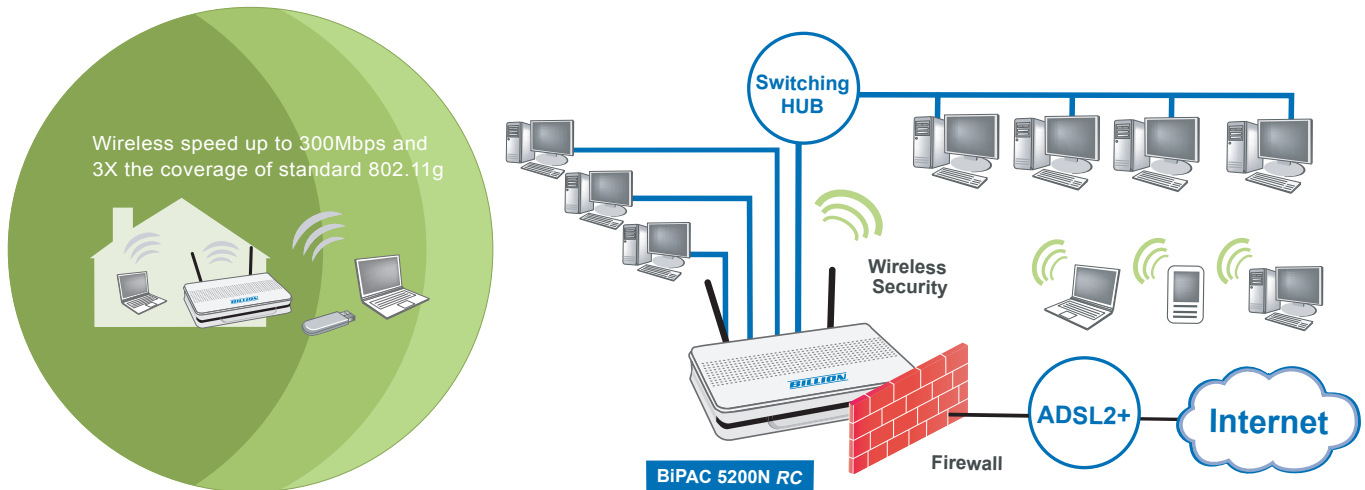 Wireless speed up to 300Mbps and
3X the coverage of standard 802.11g
BILLION
Switching
HUB
Wireless
Security
BILLION
BiPAC 5200N RC
Firewall
ADSL2+
Internet